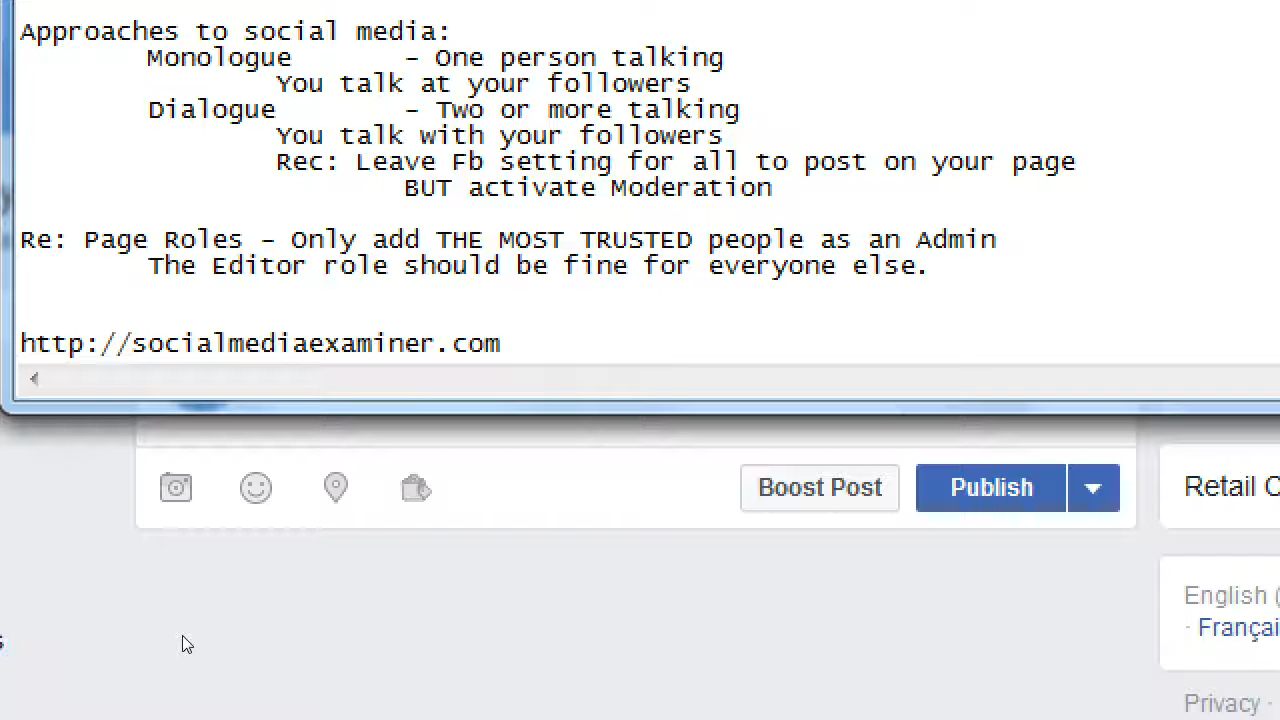 Approaches to social media:
Monologue - One person talking
You talk at your followers
Dialogue - Two or more talking
You talk with your followers
Rec: Leave Fb setting for all to post on your page
BUT activate Moderation
Re: Page Roles - Only add THE MOST TRUSTED people as an Admin
The Editor role should be fine for everyone else.
http://socialmediaexaminer.com
Boost Post
Publish
Retail
English (
· Françai
Privacy ·